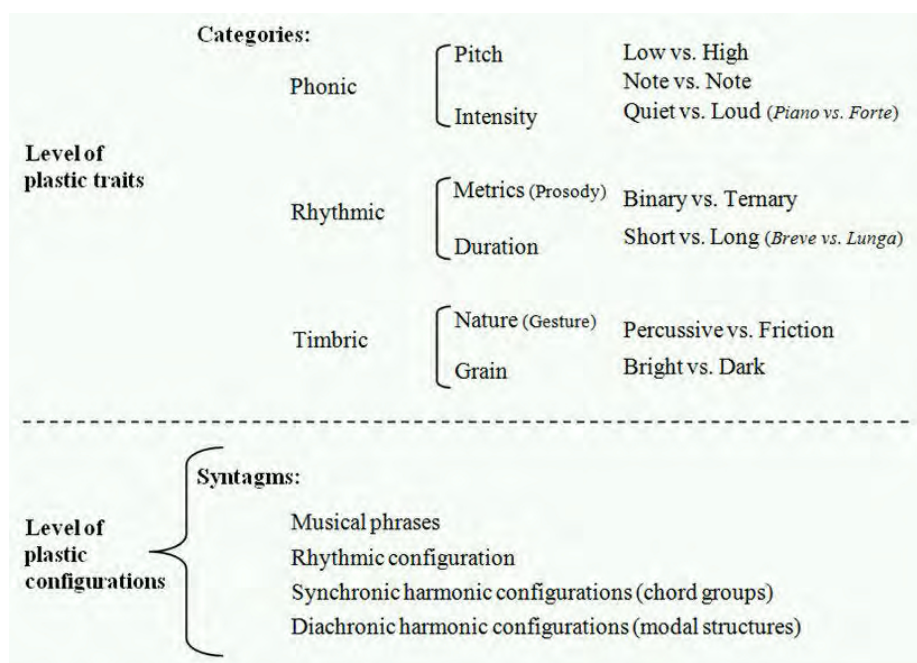 Categories:
Pitch Low vs. High
Phonic Note vs. Note
Intensity Quiet vs. Loud (Piano vs. Forte)
Level of
plastic traits
Metrics (Prosody) Binary vs. Ternary
Rhythmic
Duration Short vs. Long (Breve vs. Lunga)
Nature (Gesture) Percussive vs. Friction
Timbric
Grain Bright vs. Dark
Syntagms:
Level of
plastic
configurations
Musical phrases
Rhythmic configuration
Synchronic harmonic configurations (chord groups)
Diachronic harmonic configurations (modal structures)